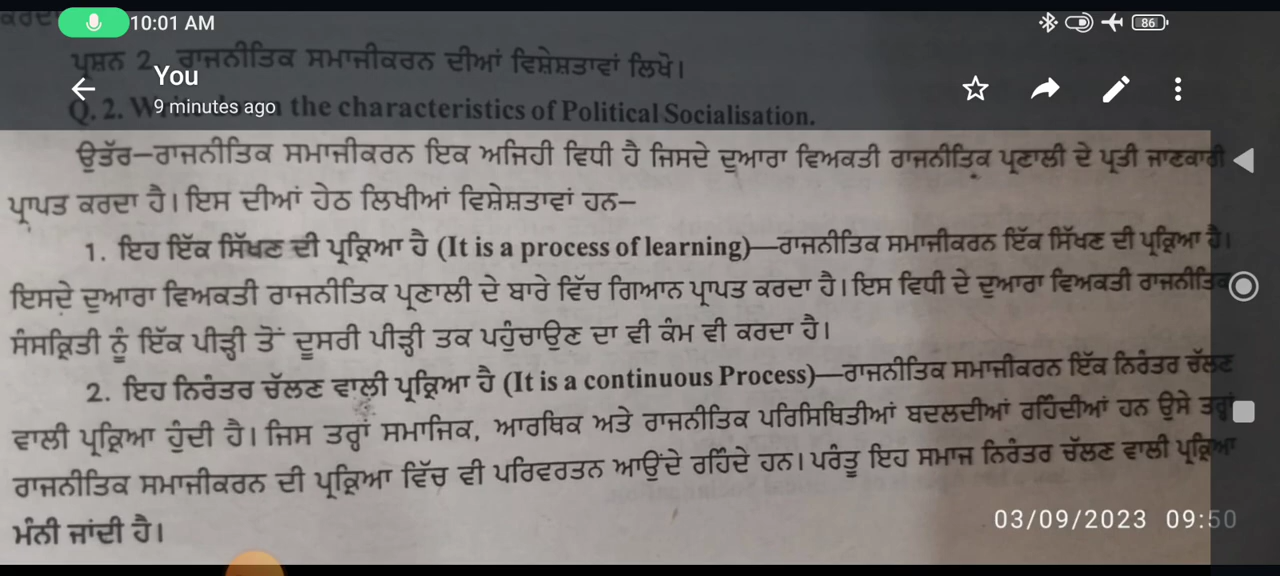 10:01 AM
86
ਪ੍ਰਸ਼ਨ 2. ਰਾਜਨੀਤਿਕ ਸਮਾਜੀਕਰਨ ਦੀਆਂ ਵਿਸ਼ੇਸ਼ਤਾਵਾਂ ਲਿਖੋ।
You
9 minutes ago
Q. 2. the characteristics of Political Socialisation.
ਉਤੱਰ—ਰਾਜਨੀਤਿਕ ਸਮਾਜੀਕਰਨ ਇਕ ਅਜਿਹੀ ਵਿਧੀ ਹੈ ਜਿਸਦੇ ਦੁਆਰਾ ਵਿਅਕਤੀ ਰਾਜਨੀਤਿਕ ਪ੍ਰਣਾਲੀ ਦੇ ਪ੍ਰਤੀ ਜਾਣਕਾਰੀ
ਪ੍ਰਾਪਤ ਕਰਦਾ ਹੈ। ਇਸ ਦੀਆਂ ਹੇਠ ਲਿਖੀਆਂ ਵਿਸ਼ੇਸ਼ਤਾਵਾਂ ਹਨ—
1. ਇਹ ਇੱਕ ਸਿੱਖਣ ਦੀ ਪ੍ਰਕ੍ਰਿਆ ਹੈ (It is a process of learning)—ਰਾਜਨੀਤਿਕ ਸਮਾਜੀਕਰਨ ਇੱਕ ਸਿੱਖਣ ਦੀ ਪ੍ਰਕ੍ਰਿਆ ਹੈ।
ਇਸਦੇ ਦੁਆਰਾ ਵਿਅਕਤੀ ਰਾਜਨੀਤਿਕ ਪ੍ਰਣਾਲੀ ਦੇ ਬਾਰੇ ਵਿੱਚ ਗਿਆਨ ਪ੍ਰਾਪਤ ਕਰਦਾ ਹੈ। ਇਸ ਵਿਧੀ ਦੇ ਦੁਆਰਾ ਵਿਅਕਤੀ ਰਾਜਨੀਤਿਕ
ਸੰਸਕ੍ਰਿਤੀ ਨੂੰ ਇੱਕ ਪੀੜ੍ਹੀ ਤੋਂ ਦੂਸਰੀ ਪੀੜ੍ਹੀ ਤਕ ਪਹੁੰਚਾਉਣ ਦਾ ਵੀ ਕੰਮ ਵੀ ਕਰਦਾ ਹੈ।
2. ਇਹ ਨਿਰੰਤਰ ਚੱਲਣ ਵਾਲੀ ਪ੍ਰਕ੍ਰਿਆ ਹੈ (It is a continuous Process)—ਰਾਜਨੀਤਿਕ ਸਮਾਜੀਕਰਨ ਇੱਕ ਨਿਰੰਤਰ ਚੱਲਣ
ਵਾਲੀ ਪ੍ਰਕ੍ਰਿਆ ਹੁੰਦੀ ਹੈ। ਜਿਸ ਤਰ੍ਹਾਂ ਸਮਾਜਿਕ, ਆਰਥਿਕ ਅਤੇ ਰਾਜਨੀਤਿਕ ਪਰਿਸਿਥਿਤੀਆਂ ਬਦਲਦੀਆਂ ਰਹਿੰਦੀਆਂ ਹਨ ਉਸੇ ਤਰ੍ਹਾਂ
ਰਾਜਨੀਤਿਕ ਸਮਾਜੀਕਰਨ ਦੀ ਪ੍ਰਕ੍ਰਿਆ ਵਿੱਚ ਵੀ ਪਰਿਵਰਤਨ ਆਉਂਦੇ ਰਹਿੰਦੇ ਹਨ। ਪਰੰਤੂ ਇਹ ਸਮਾਜ ਨਿਰੰਤਰ ਚੱਲਣ ਵਾਲੀ ਪ੍ਰਕ੍ਰਿਆ
ਮੰਨੀ ਜਾਂਦੀ ਹੈ।
03/09/2023 09:50